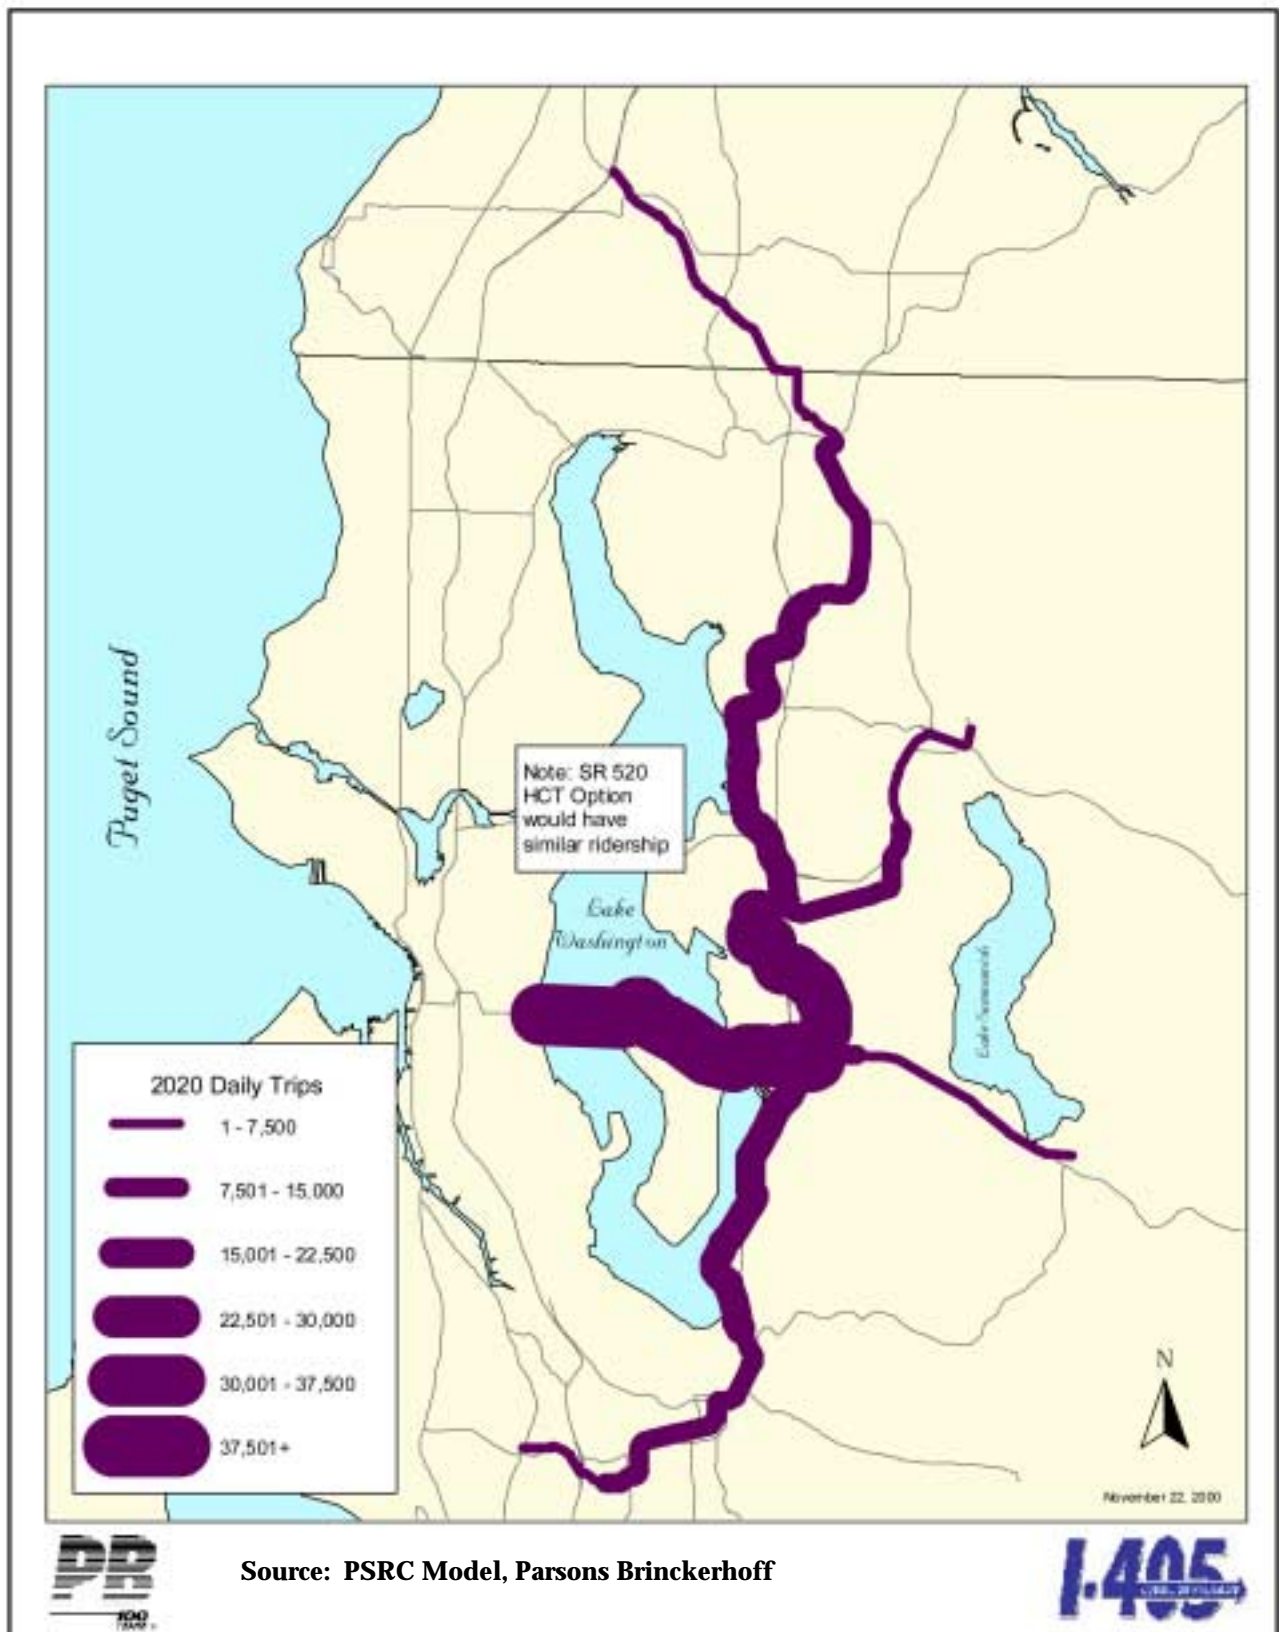 Puget Sound
Note: SR 520
HCT Option
would have
similar ridership
Lake
Washington
Lake Sammamish
2020 Daily Trips
1 - 7,500
7,501 - 15,000
15,001 - 22,500
22,501 - 30,000
30,001 - 37,500
37,501+
N
November 22, 2000
100
YEARS
Source: PSRC Model, Parsons Brinckerhoff
I-405